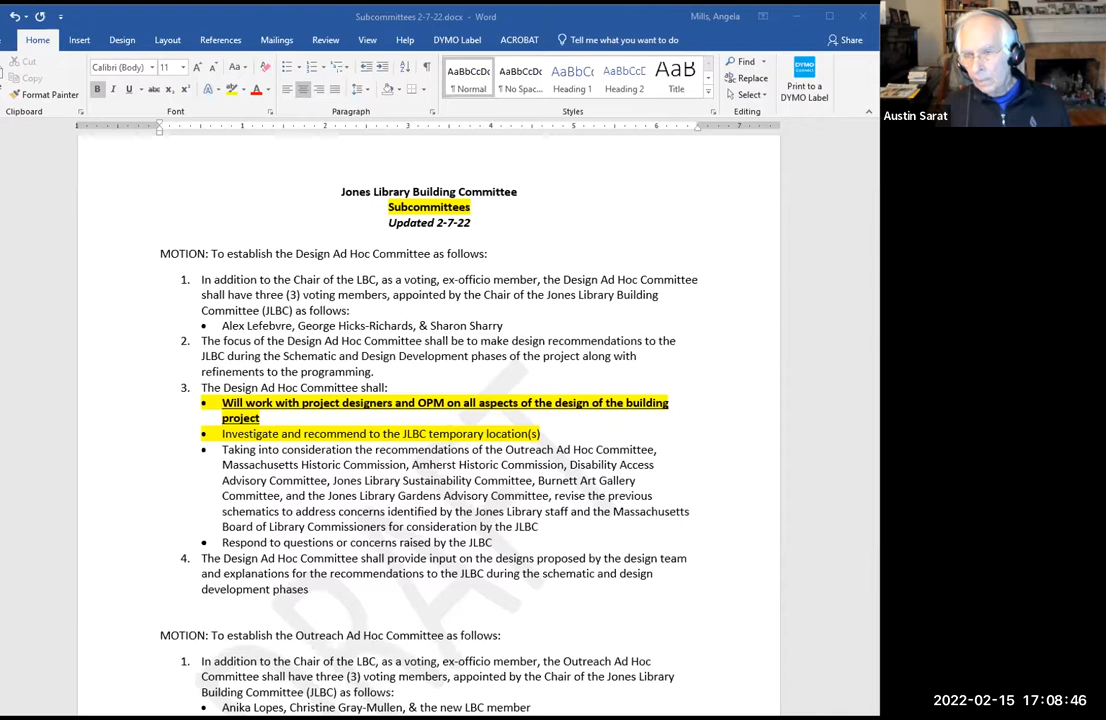 Subcommittees 2-7-22.docx - Word
Mills, Angela
Home Insert Design Layout References Mailings Review View Help DYMO Label ACROBAT Tell me what you want to do Share
Cut
Copy
Format Painter
Clipboard
Calibri (Body) 11
Font
Paragraph
AaBbCcDc AaBbCcDc AaBbCc AaBbCcD AaB
¶ Normal ¶ No Spac... Heading 1 Heading 2 Title
Styles
Find
Replace
Select
Editing
Print to a
DYMO Label
DYMO Label
Austin Sarat
Jones Library Building Committee
Subcommittees
Updated 2-7-22
MOTION: To establish the Design Ad Hoc Committee as follows:
1. In addition to the Chair of the LBC, as a voting, ex-officio member, the Design Ad Hoc Committee
shall have three (3) voting members, appointed by the Chair of the Jones Library Building
Committee (JLBC) as follows:
• Alex Lefebvre, George Hicks-Richards, & Sharon Sharry
2. The focus of the Design Ad Hoc Committee shall be to make design recommendations to the
JLBC during the Schematic and Design Development phases of the project along with
refinements to the programming.
3. The Design Ad Hoc Committee shall:
• Will work with project designers and OPM on all aspects of the design of the building
project
• Investigate and recommend to the JLBC temporary location(s)
• Taking into consideration the recommendations of the Outreach Ad Hoc Committee,
Massachusetts Historic Commission, Amherst Historic Commission, Disability Access
Advisory Committee, Jones Library Sustainability Committee, Burnett Art Gallery
Committee, and the Jones Library Gardens Advisory Committee, revise the previous
schematics to address concerns identified by the Jones Library staff and the Massachusetts
Board of Library Commissioners for consideration by the JLBC
• Respond to questions or concerns raised by the JLBC
4. The Design Ad Hoc Committee shall provide input on the designs proposed by the design team
and explanations for the recommendations to the JLBC during the schematic and design
development phases
MOTION: To establish the Outreach Ad Hoc Committee as follows:
1. In addition to the Chair of the LBC, as a voting, ex-officio member, the Outreach Ad Hoc
Committee shall have three (3) voting members, appointed by the Chair of the Jones Library
Building Committee (JLBC) as follows:
• Anika Lopes, Christine Gray-Mullen, & the new LBC member
DRAFT
2022-02-15 17:08:46